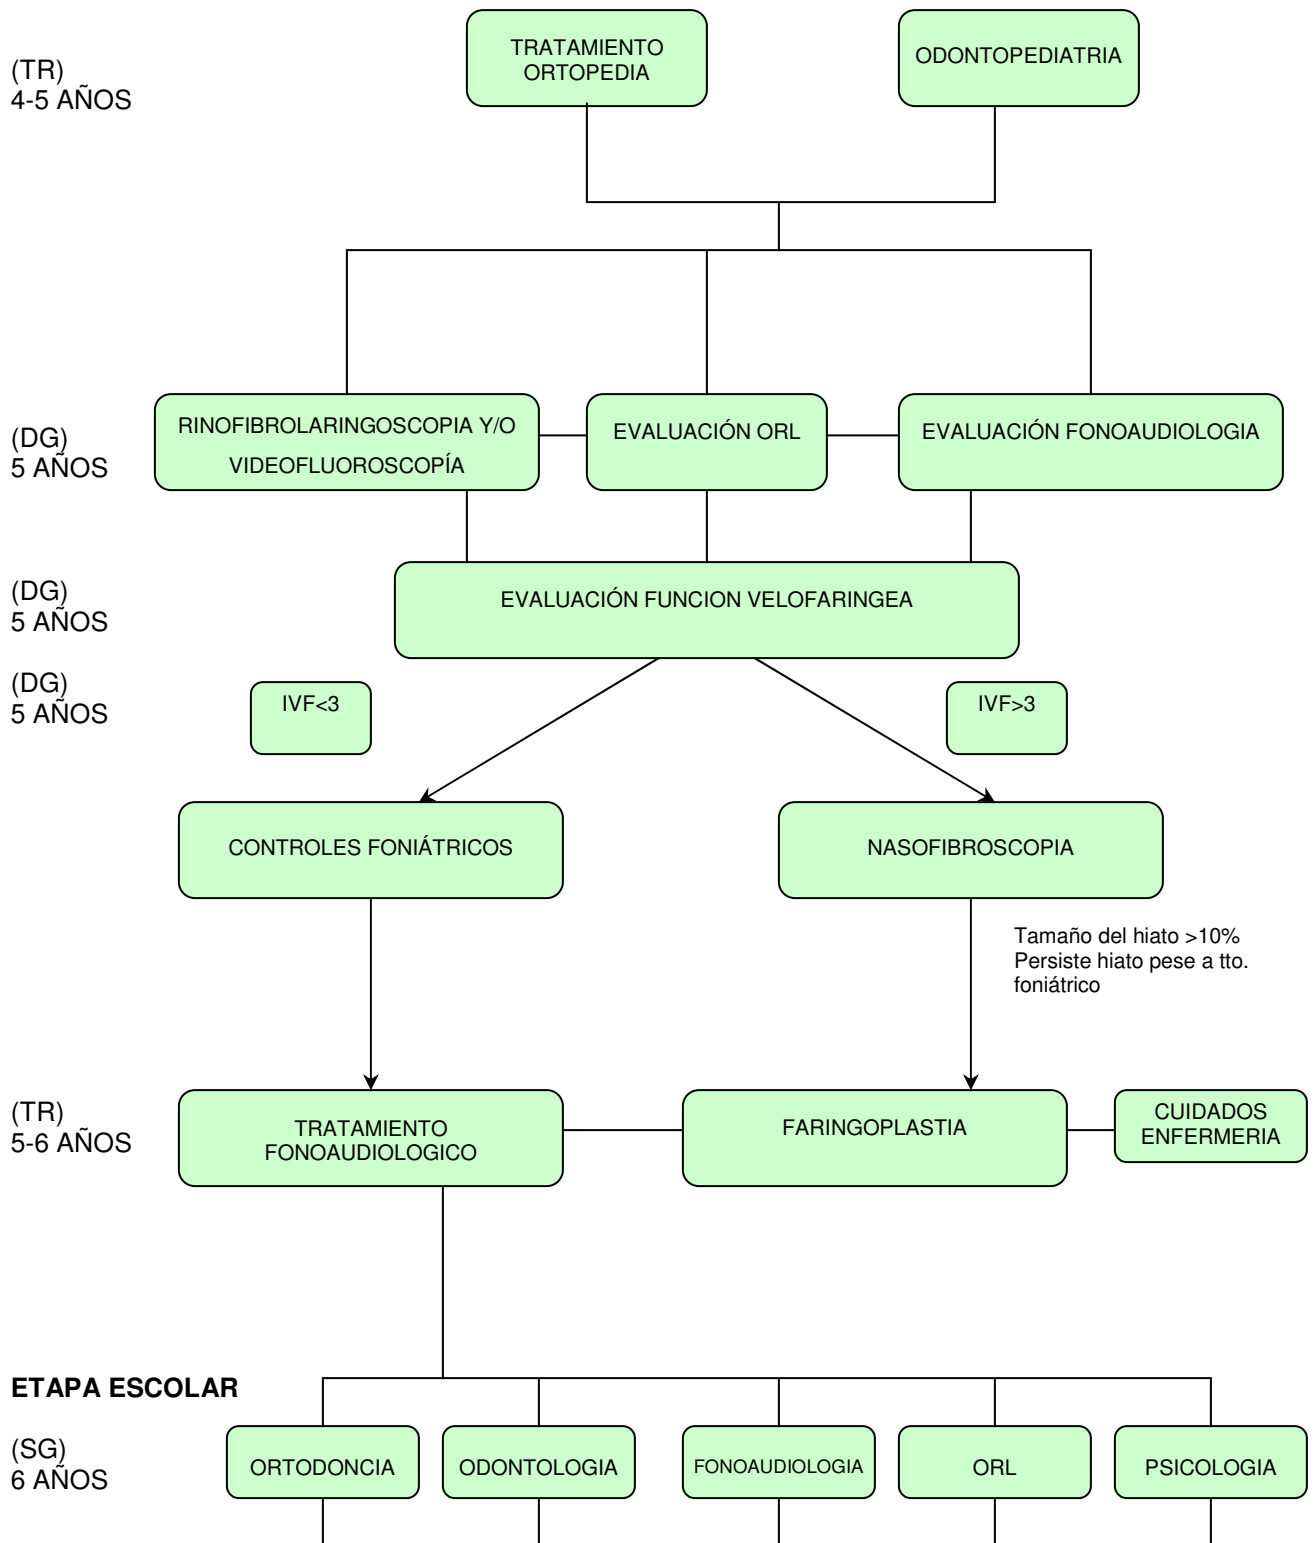 (TR)
4-5 AÑOS
TRATAMIENTO
ORTOPEDIA
ODONTOPEDIATRIA
(DG)
5 AÑOS
RINOFIBROLARINGOSCOPIA Y/O
VIDEOFLUOROSCOPÍA
EVALUACIÓN ORL
EVALUACIÓN FONOAUDIOLOGIA
(DG)
5 AÑOS
EVALUACIÓN FUNCION VELOFARINGEA
(DG)
5 AÑOS
IVF<3
IVF>3
CONTROLES FONIÁTRICOS
NASOFIBROSCOPIA
Tamaño del hiato >10%
Persiste hiato pese a tto.
foniátrico
(TR)
5-6 AÑOS
TRATAMIENTO
FONOAUDIOLOGICO
FARINGOPLASTIA
CUIDADOS
ENFERMERIA
ETAPA ESCOLAR
(SG)
6 AÑOS
ORTODONCIA
ODONTOLOGIA
FONOAUDIOLOGIA
ORL
PSICOLOGIA